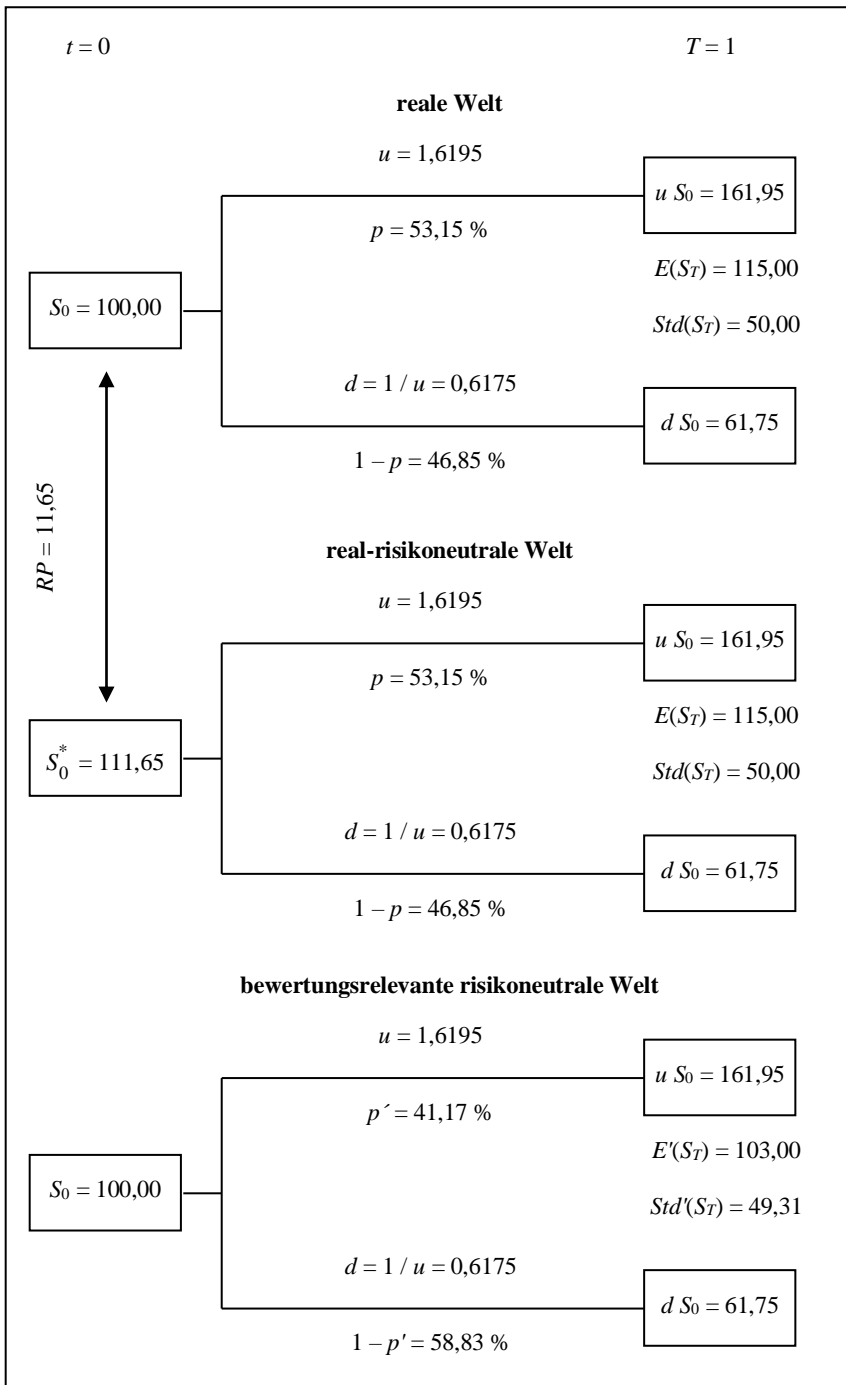 t = 0 T = 1
reale Welt
u = 1,6195
u S0 = 161,95
p = 53,15 %
E(ST) = 115,00
S0 = 100,00
Std(ST) = 50,00
d = 1 / u = 0,6175
d S0 = 61,75
1 – p = 46,85 %
RP = 11,65
real-risikoneutrale Welt
u = 1,6195
u S0 = 161,95
p = 53,15 %
E(ST) = 115,00
S0* = 111,65
Std(ST) = 50,00
d = 1 / u = 0,6175
d S0 = 61,75
1 – p = 46,85 %
bewertungsrelevante risikoneutrale Welt
u = 1,6195
u S0 = 161,95
p´ = 41,17 %
E'(ST) = 103,00
S0 = 100,00
Std'(ST) = 49,31
d = 1 / u = 0,6175
d S0 = 61,75
1 – p' = 58,83 %